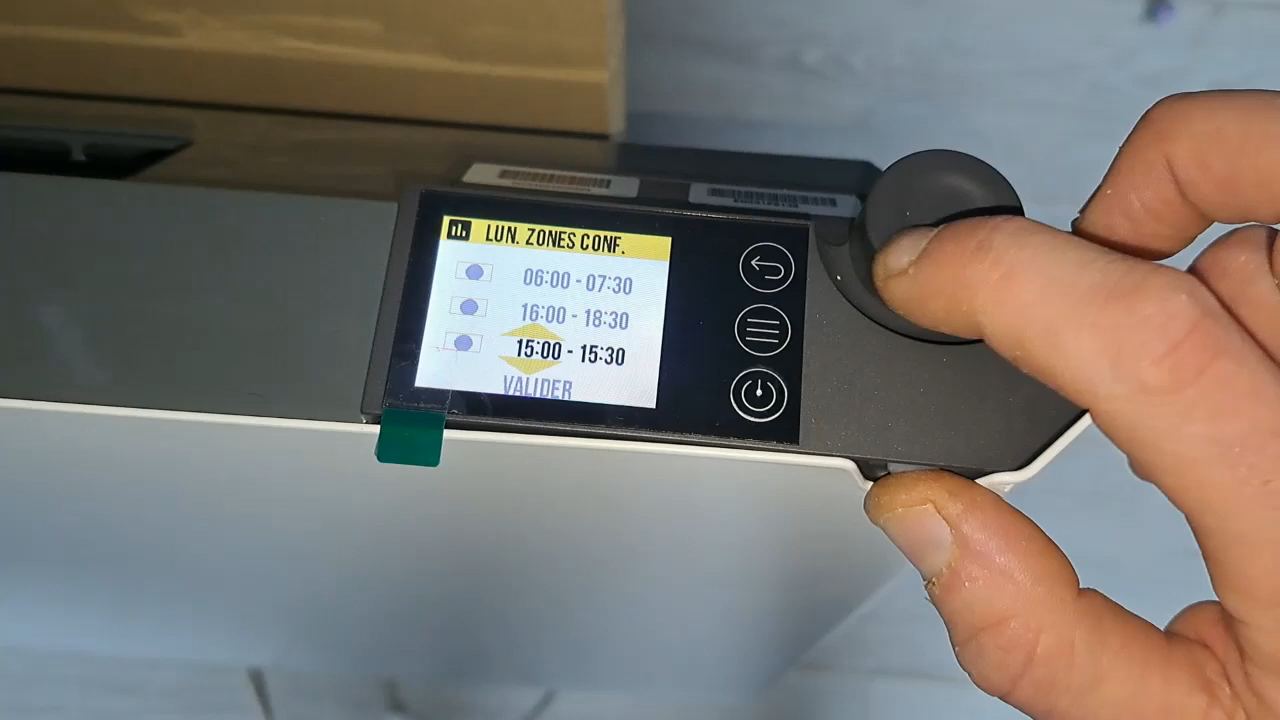 LUN. ZONES CONF.
06:00 - 07:30
16:00 - 18:30
15:00 - 15:30
VALIDER